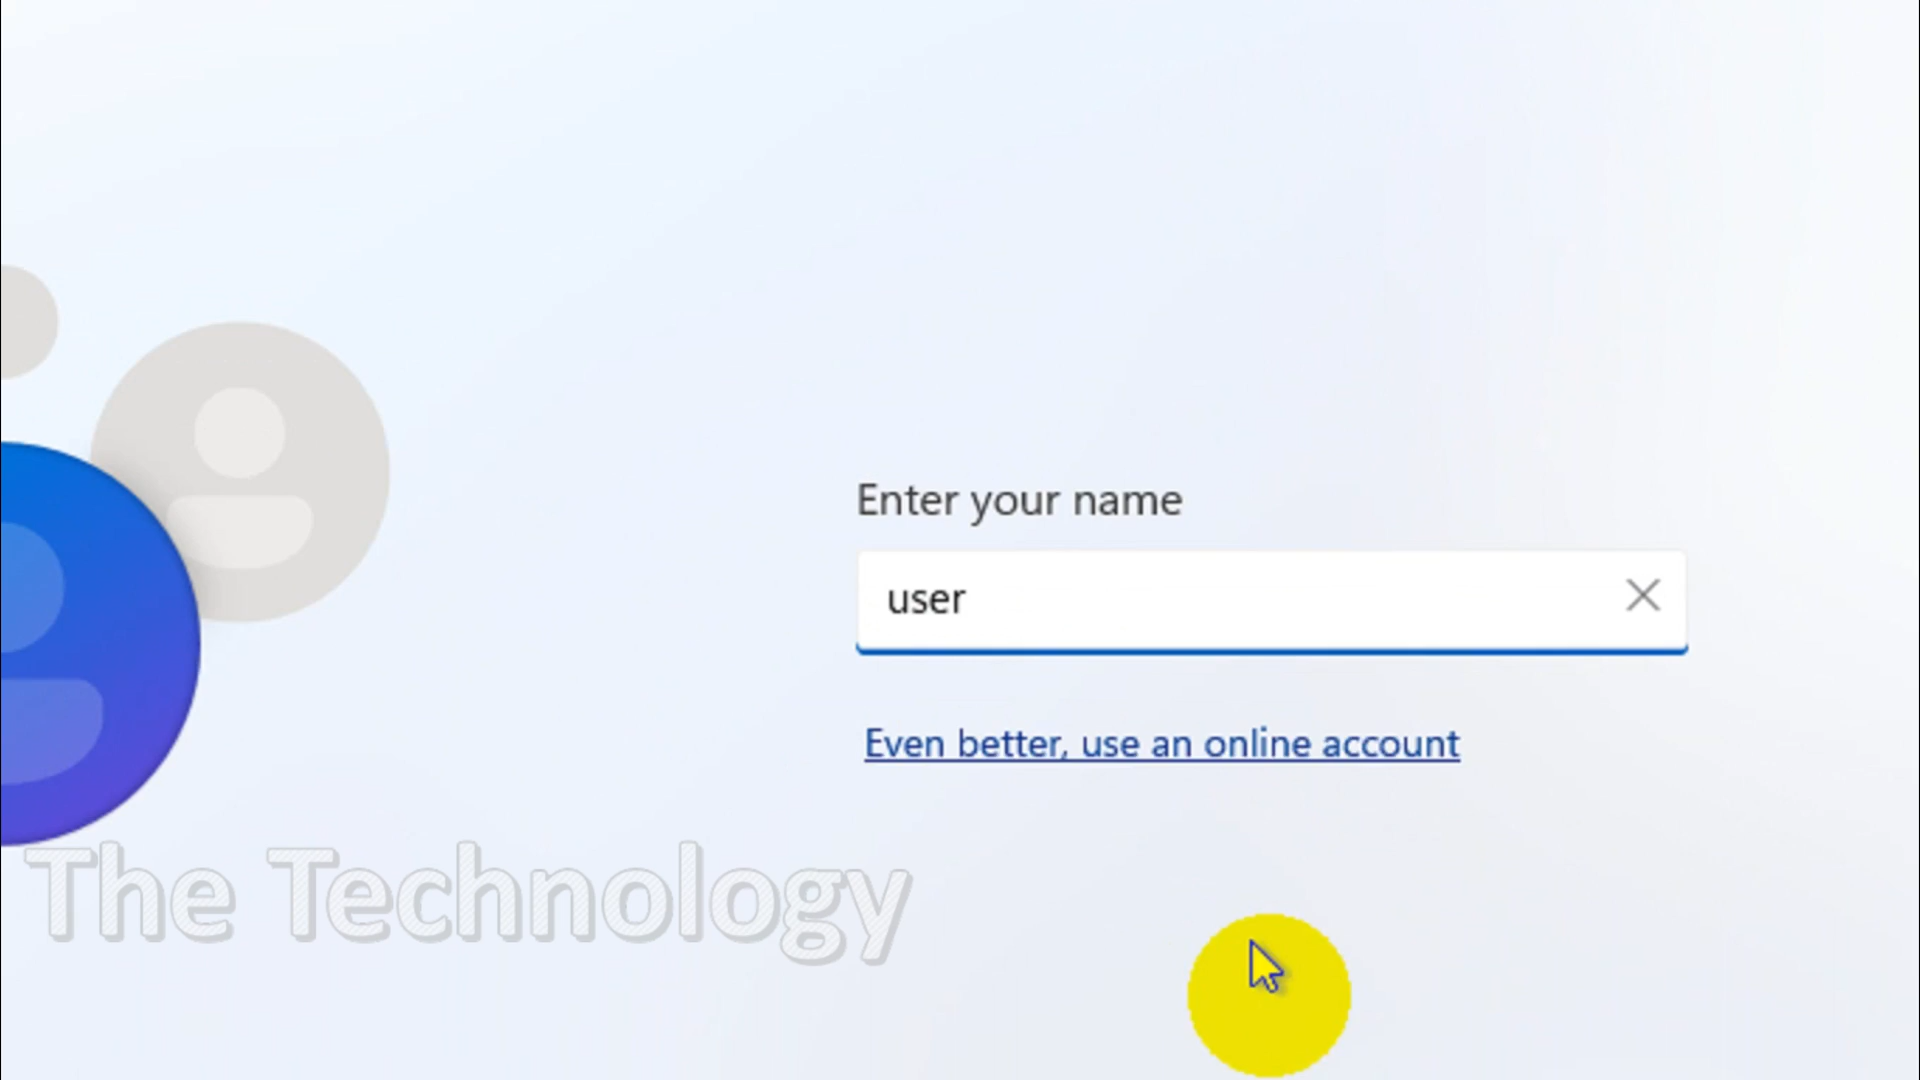 Enter your name
user
Even better, use an online account
The Technology